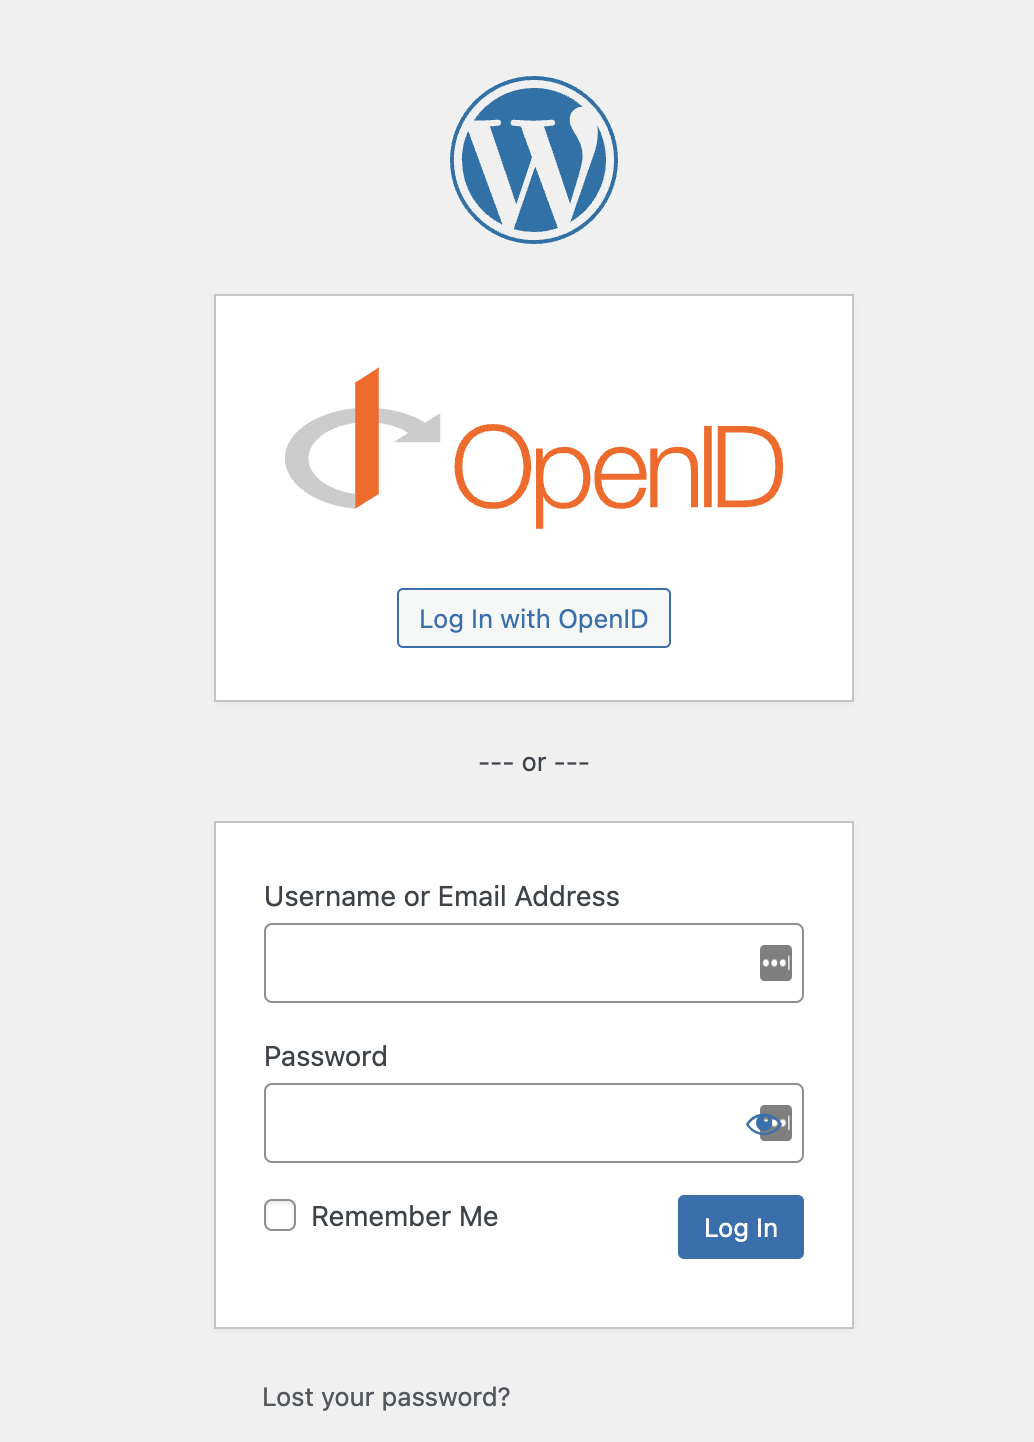 W
OpenID
Log In with OpenID
--- or ---
Username or Email Address
Password
Remember Me
Log In
Lost your password?